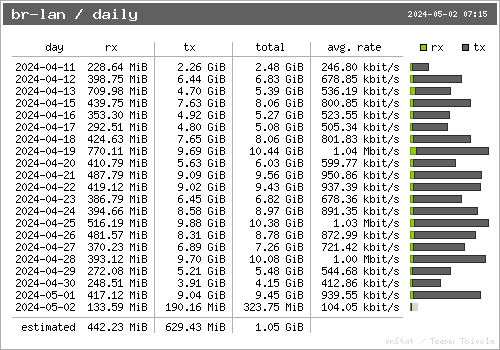 br-lan / daily 2024-05-02 07:15
day rx tx total avg. rate rx tx
2024-04-11 228.64 MiB 2.26 GiB 2.48 GiB 246.80 kbit/s
2024-04-12 398.75 MiB 6.44 GiB 6.83 GiB 678.85 kbit/s
2024-04-13 709.98 MiB 4.70 GiB 5.39 GiB 536.19 kbit/s
2024-04-15 439.75 MiB 7.63 GiB 8.06 GiB 800.85 kbit/s
2024-04-16 353.30 MiB 4.92 GiB 5.27 GiB 523.55 kbit/s
2024-04-17 292.51 MiB 4.80 GiB 5.08 GiB 505.34 kbit/s
2024-04-18 424.63 MiB 7.65 GiB 8.06 GiB 801.83 kbit/s
2024-04-19 770.11 MiB 9.69 GiB 10.44 GiB 1.04 Mbit/s
2024-04-20 410.79 MiB 5.63 GiB 6.03 GiB 599.77 kbit/s
2024-04-21 487.79 MiB 9.09 GiB 9.56 GiB 950.86 kbit/s
2024-04-22 419.12 MiB 9.02 GiB 9.43 GiB 937.39 kbit/s
2024-04-23 386.79 MiB 6.45 GiB 6.82 GiB 678.36 kbit/s
2024-04-24 394.66 MiB 8.58 GiB 8.97 GiB 891.35 kbit/s
2024-04-25 516.19 MiB 9.88 GiB 10.38 GiB 1.03 Mbit/s
2024-04-26 481.57 MiB 8.31 GiB 8.78 GiB 872.99 kbit/s
2024-04-27 370.23 MiB 6.89 GiB 7.26 GiB 721.42 kbit/s
2024-04-28 393.12 MiB 9.70 GiB 10.08 GiB 1.00 Mbit/s
2024-04-29 272.08 MiB 5.21 GiB 5.48 GiB 544.68 kbit/s
2024-04-30 248.51 MiB 3.91 GiB 4.15 GiB 412.86 kbit/s
2024-05-01 417.12 MiB 9.04 GiB 9.45 GiB 939.55 kbit/s
2024-05-02 133.59 MiB 190.16 MiB 323.75 MiB 104.05 kbit/s
estimated 442.23 MiB 629.43 MiB 1.05 GiB
vnStat / Teemu Toivola